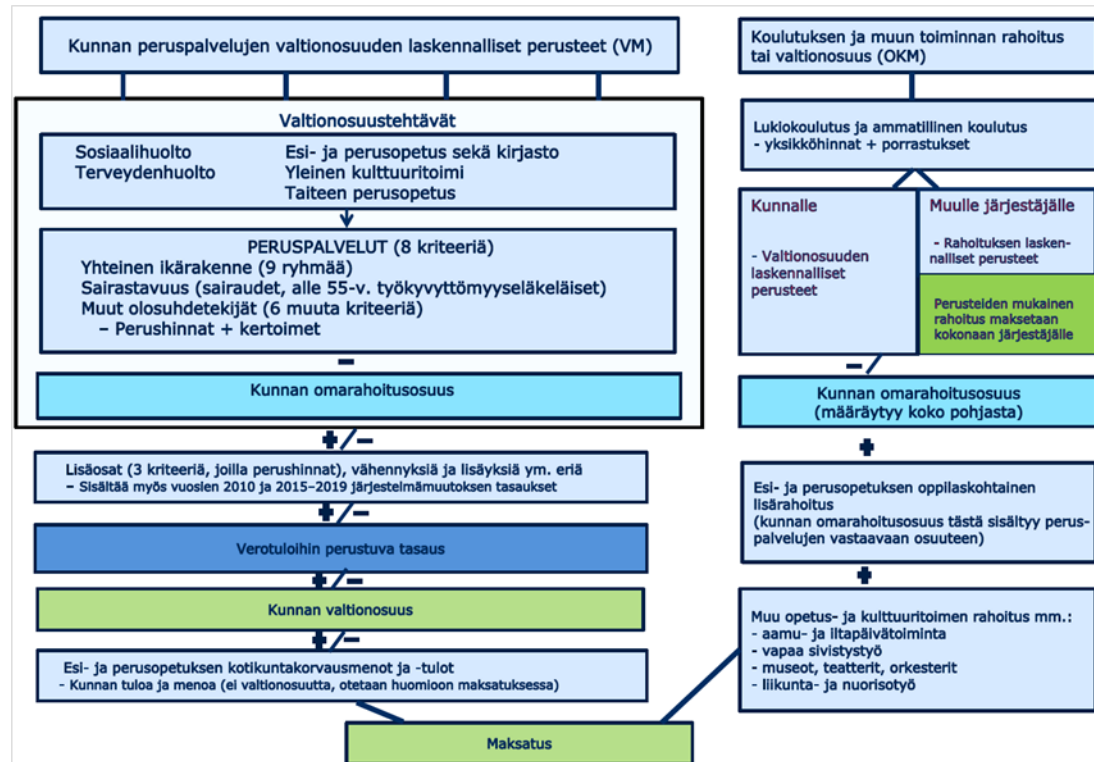 Kunnan peruspalvelujen valtionosuuden laskennalliset perusteet (VM)
Valtionosuustehtävät
Sosiaalihuolto
Terveydenhuolto
Esi- ja perusopetus sekä kirjasto
Yleinen kulttuuritoimi
Taiteen perusopetus
PERUSPALVELUT (8 kriteeriä)
Yhteinen ikärakenne (9 ryhmää)
Sairastavuus (sairaudet, alle 55-v. työkyvyttömyyseläkeläiset)
Muut olosuhdetekijät (6 muuta kriteeriä)
– Perushinnat + kertoimet
–
Kunnan omarahoitusosuus
+/–
Lisäosat (3 kriteeriä, joilla perushinnat), vähennyksiä ja lisäyksiä ym. eriä
– Sisältää myös vuosien 2010 ja 2015–2019 järjestelmämuutoksen tasaukset
+/–
Verotuloihin perustuva tasaus
+/–
Kunnan valtionosuus
+/–
Esi- ja perusopetuksen kotikuntakorvausmenot ja -tulot
- Kunnan tuloa ja menoa (ei valtionosuutta, otetaan huomioon maksatuksessa)
Maksatus
Koulutuksen ja muun toiminnan rahoitus
tai valtionosuus (OKM)
Lukiokoulutus ja ammatillinen koulutus
- yksikköhinnat + porrastukset
Kunnalle
- Valtionosuuden
laskennalliset
perusteet
Muulle järjestäjälle
- Rahoituksen lasken-
nalliset perusteet
Perusteiden mukainen
rahoitus maksetaan
kokonaan järjestäjälle
–/
Kunnan omarahoitusosuus
(määräytyy koko pohjasta)
+
Esi- ja perusopetuksen oppilaskohtainen
lisärahoitus
(kunnan omarahoitusosuus tästä sisältyy perus-
palvelujen vastaavaan osuuteen)
+
Muu opetus- ja kulttuuritoimen rahoitus mm.:
- aamu- ja iltapäivätoiminta
- vapaa sivistystyö
- museot, teatterit, orkesterit
- liikunta- ja nuorisotyö